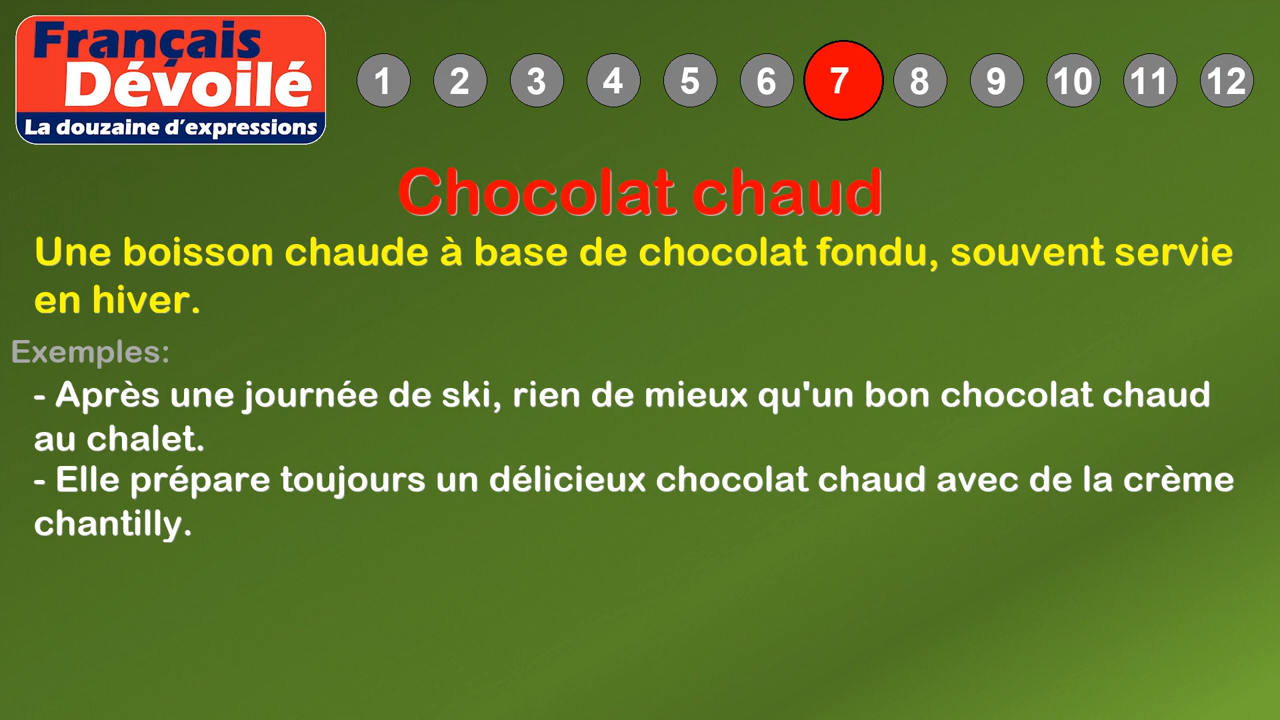 Français
Dévoilé
La douzaine d'expressions
1 2 3 4 5 6 7 8 9 10 11 12
Chocolat chaud
Une boisson chaude à base de chocolat fondu, souvent servie
en hiver.
Exemples:
- Après une journée de ski, rien de mieux qu'un bon chocolat chaud
au chalet.
- Elle prépare toujours un délicieux chocolat chaud avec de la crème
chantilly.